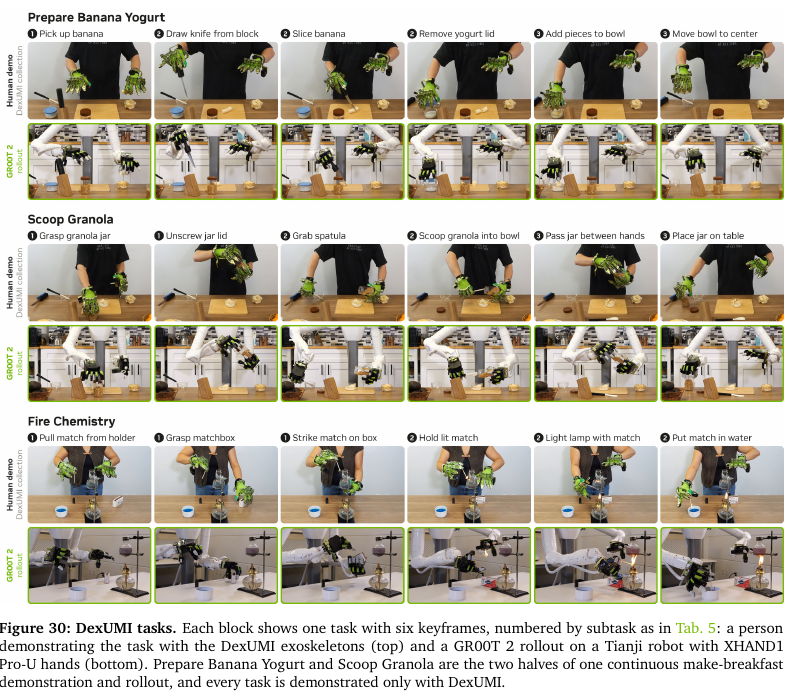 Prepare Banana Yogurt
❶ Pick up banana ❷ Draw knife from block ❷ Slice banana ❷ Remove yogurt lid ❸ Add pieces to bowl ❸ Move bowl to center
Human demo
DexUMI collection
GR00T 2
rollout
Scoop Granola
❶ Grasp granola jar ❶ Unscrew jar lid ❷ Grab spatula ❷ Scoop granola into bowl ❸ Pass jar between hands ❸ Place jar on table
Human demo
DexUMI collection
GR00T 2
rollout
Fire Chemistry
❶ Pull match from holder ❶ Grasp matchbox ❶ Strike match on box ❷ Hold lit match ❷ Light lamp with match ❷ Put match in water
Human demo
DexUMI collection
GR00T 2
rollout
Figure 30: DexUMI tasks. Each block shows one task with six keyframes, numbered by subtask as in Tab. 5: a person
demonstrating the task with the DexUMI exoskeletons (top) and a GR00T 2 rollout on a Tianji robot with XHAND1
Pro-U hands (bottom). Prepare Banana Yogurt and Scoop Granola are the two halves of one continuous make-breakfast
demonstration and rollout, and every task is demonstrated only with DexUMI.